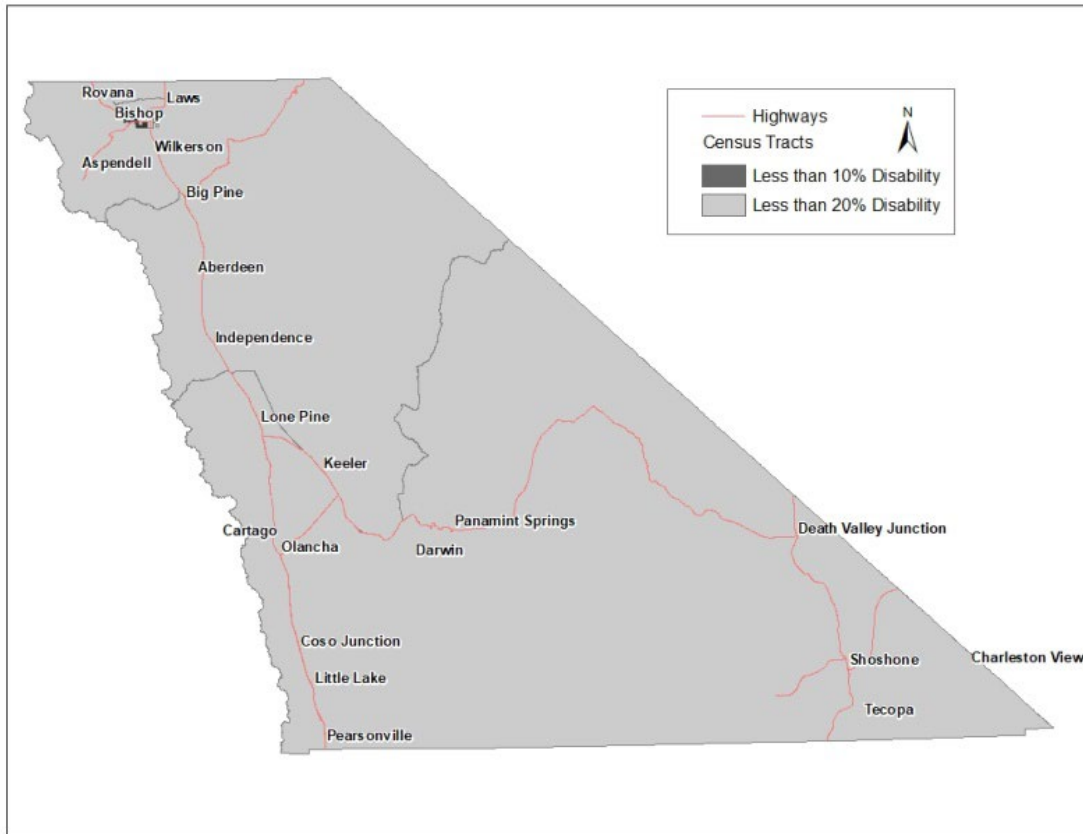 Rovana
Laws
Bishop
Wilkerson
Aspendell
Big Pine
Aberdeen
Independence
Lone Pine
Keeler
Cartago
Olancha
Darwin
Panamint Springs
Death Valley Junction
Coso Junction
Little Lake
Pearsonville
Shoshone
Charleston View
Tecopa
Highways
N
Census Tracts
Less than 10% Disability
Less than 20% Disability